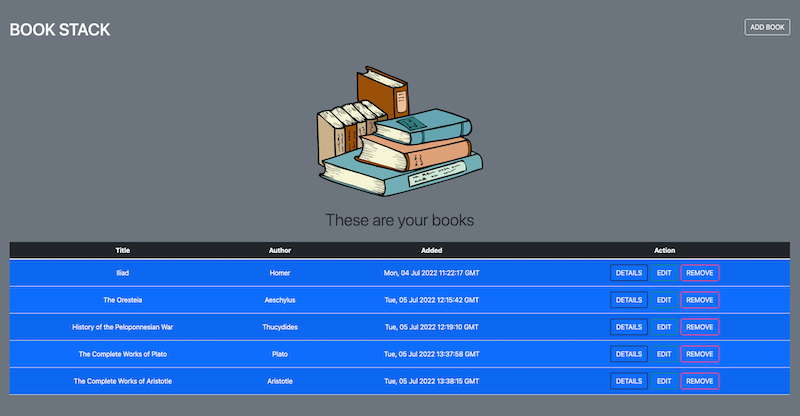 BOOK STACK
ADD BOOK
These are your books
Title Author Added Action
Iliad Homer Mon, 04 Jul 2022 11:22:17 GMT DETAILS EDIT REMOVE
The Oresteia Aeschylus Tue, 05 Jul 2022 12:15:42 GMT DETAILS EDIT REMOVE
History of the Peloponnesian War Thucydides Tue, 05 Jul 2022 12:19:10 GMT DETAILS EDIT REMOVE
The Complete Works of Plato Plato Tue, 05 Jul 2022 13:37:58 GMT DETAILS EDIT REMOVE
The Complete Works of Aristotle Aristotle Tue, 05 Jul 2022 13:38:15 GMT DETAILS EDIT REMOVE